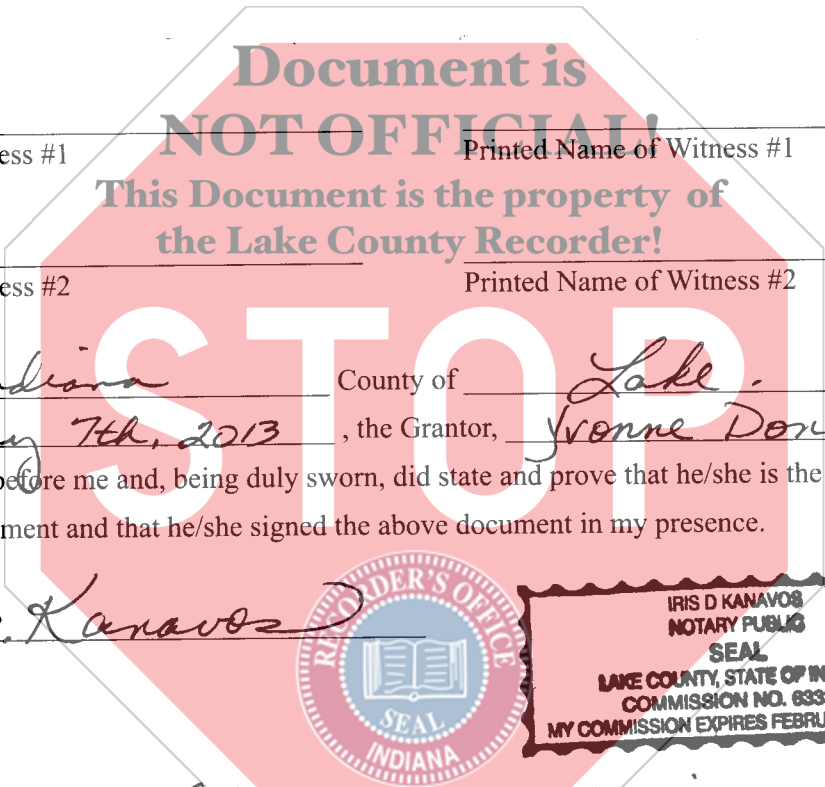 Document is
NOT OFFICIAL!
ess #1 Printed Name of Witness #1
This Document is the property of
the Lake County Recorder!
ess #2 Printed Name of Witness #2
STOP
diana County of Lake.
y 7th, 2013, the Grantor, Yvonne Don
before me and, being duly sworn, did state and prove that he/she is the
ment and that he/she signed the above document in my presence.
. Kanavos
RECORDER'S OFFICE
SEAL
INDIANA
IRIS D KANAVOS
NOTARY PUBLIC
SEAL
LAKE COUNTY, STATE OF IN
COMMISSION NO. 633
MY COMMISSION EXPIRES FEBRU